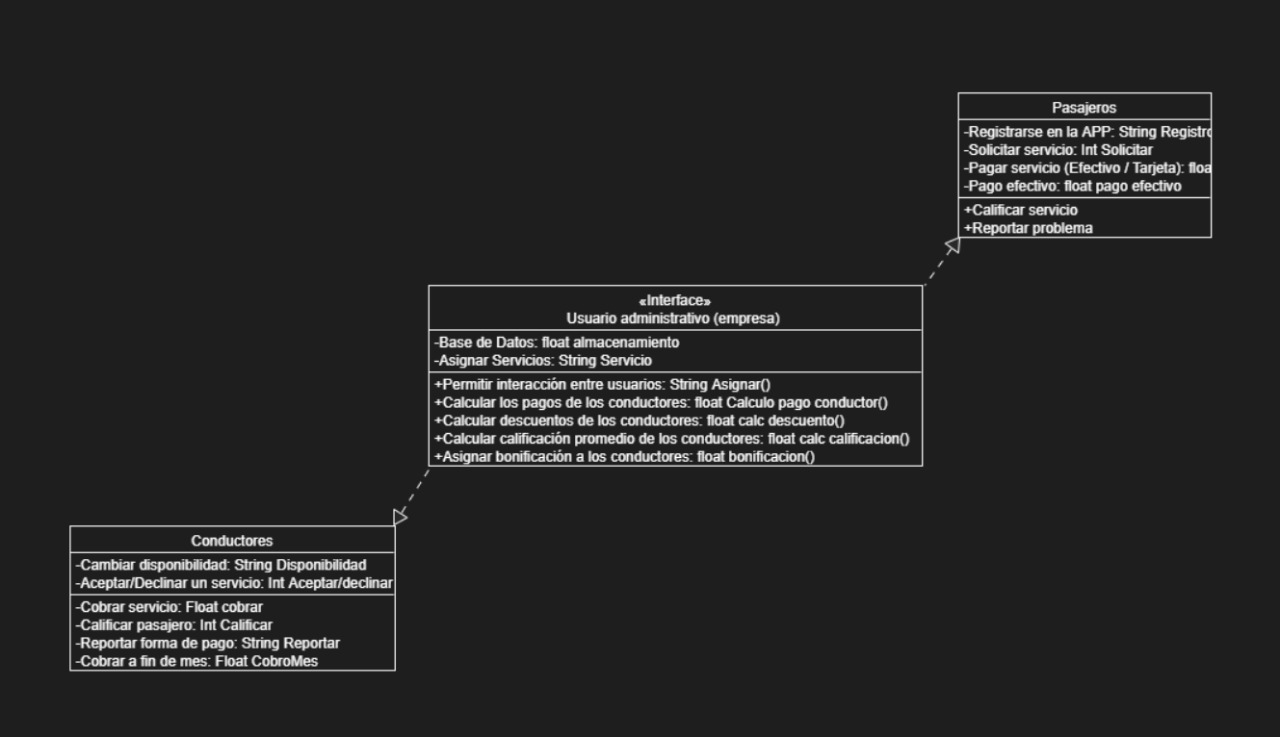 Pasajeros
-Registrarse en la APP: String Registro
-Solicitar servicio: Int Solicitar
-Pagar servicio (Efectivo / Tarjeta): floa
-Pago efectivo: float pago efectivo
+Calificar servicio
+Reportar problema
«Interface»
Usuario administrativo (empresa)
-Base de Datos: float almacenamiento
-Asignar Servicios: String Servicio
+Permitir interacción entre usuarios: String Asignar()
+Calcular los pagos de los conductores: float Calculo pago conductor()
+Calcular descuentos de los conductores: float calc descuento()
+Calcular calificación promedio de los conductores: float calc calificacion()
+Asignar bonificación a los conductores: float bonificacion()
Conductores
-Cambiar disponibilidad: String Disponibilidad
-Aceptar/Declinar un servicio: Int Aceptar/declinar
-Cobrar servicio: Float cobrar
-Calificar pasajero: Int Calificar
-Reportar forma de pago: String Reportar
-Cobrar a fin de mes: Float CobroMes